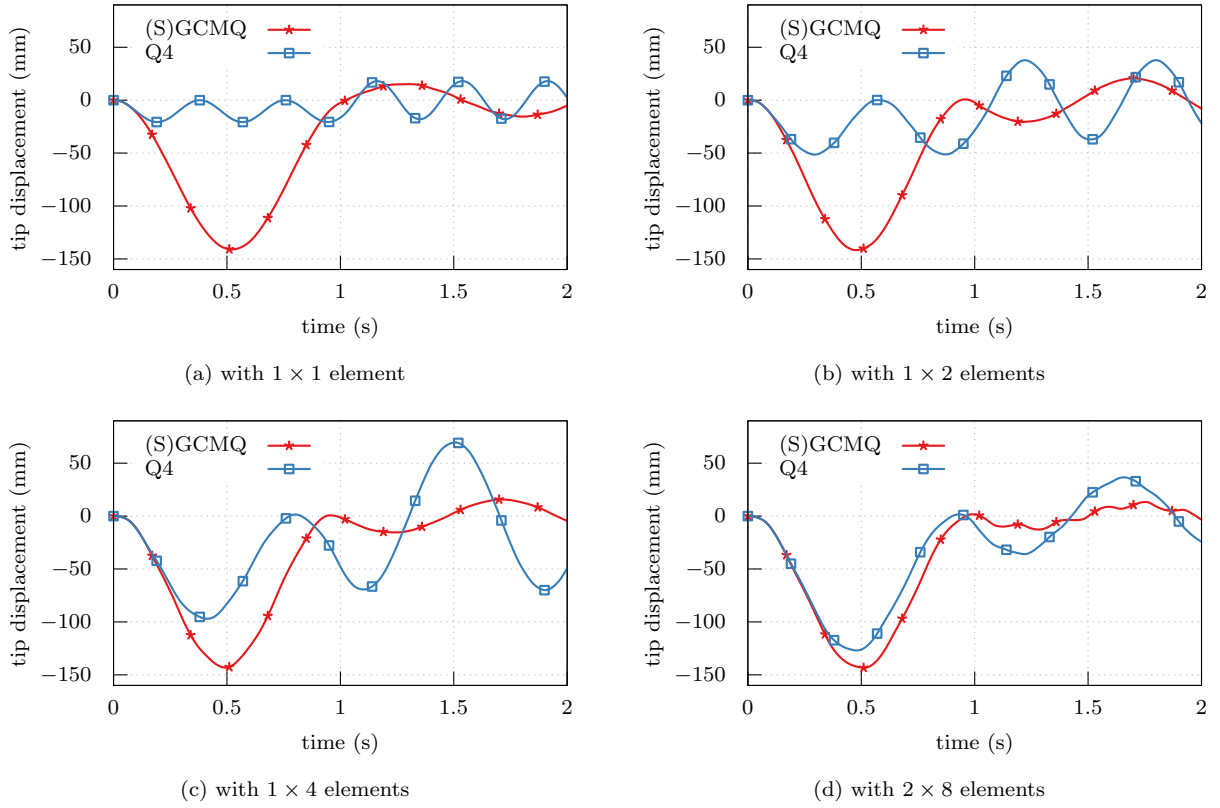 (S)GCMQ
Q4
tip displacement (mm)
50
0
−50
−100
−150
0 0.5 1 1.5 2
time (s)
(a) with 1 × 1 element
(S)GCMQ
Q4
tip displacement (mm)
50
0
−50
−100
−150
0 0.5 1 1.5 2
time (s)
(b) with 1 × 2 elements
(S)GCMQ
Q4
tip displacement (mm)
50
0
−50
−100
−150
0 0.5 1 1.5 2
time (s)
(c) with 1 × 4 elements
(S)GCMQ
Q4
tip displacement (mm)
50
0
−50
−100
−150
0 0.5 1 1.5 2
time (s)
(d) with 2 × 8 elements